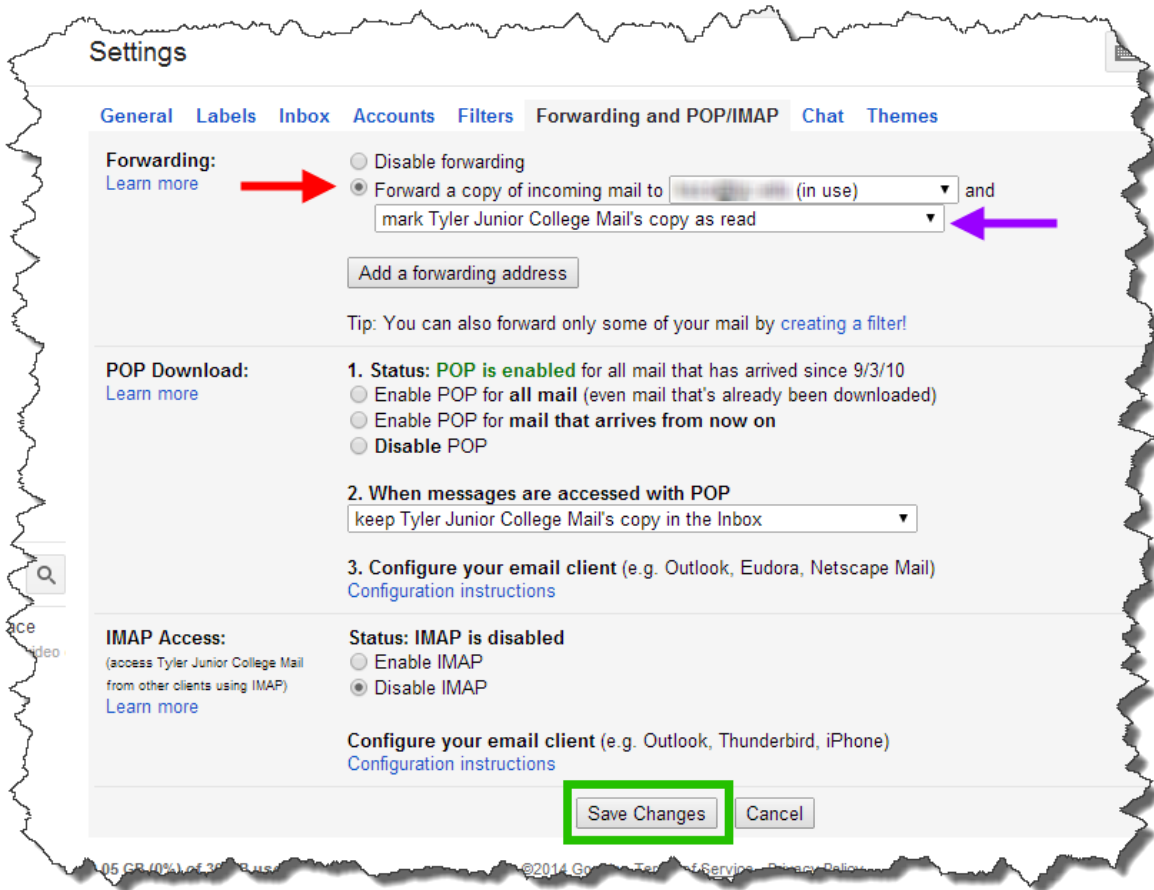 Settings
General Labels Inbox Accounts Filters Forwarding and POP/IMAP Chat Themes
Forwarding:
Learn more
Disable forwarding
Forward a copy of incoming mail to (in use) and
mark Tyler Junior College Mail's copy as read
Add a forwarding address
Tip: You can also forward only some of your mail by creating a filter!
POP Download:
Learn more
1. Status: POP is enabled for all mail that has arrived since 9/3/10
Enable POP for all mail (even mail that's already been downloaded)
Enable POP for mail that arrives from now on
Disable POP
2. When messages are accessed with POP
keep Tyler Junior College Mail's copy in the Inbox
3. Configure your email client (e.g. Outlook, Eudora, Netscape Mail)
Configuration instructions
IMAP Access:
(access Tyler Junior College Mail
from other clients using IMAP)
Learn more
Status: IMAP is disabled
Enable IMAP
Disable IMAP
Configure your email client (e.g. Outlook, Thunderbird, iPhone)
Configuration instructions
Save Changes Cancel
©2014 Service Privacy Policy